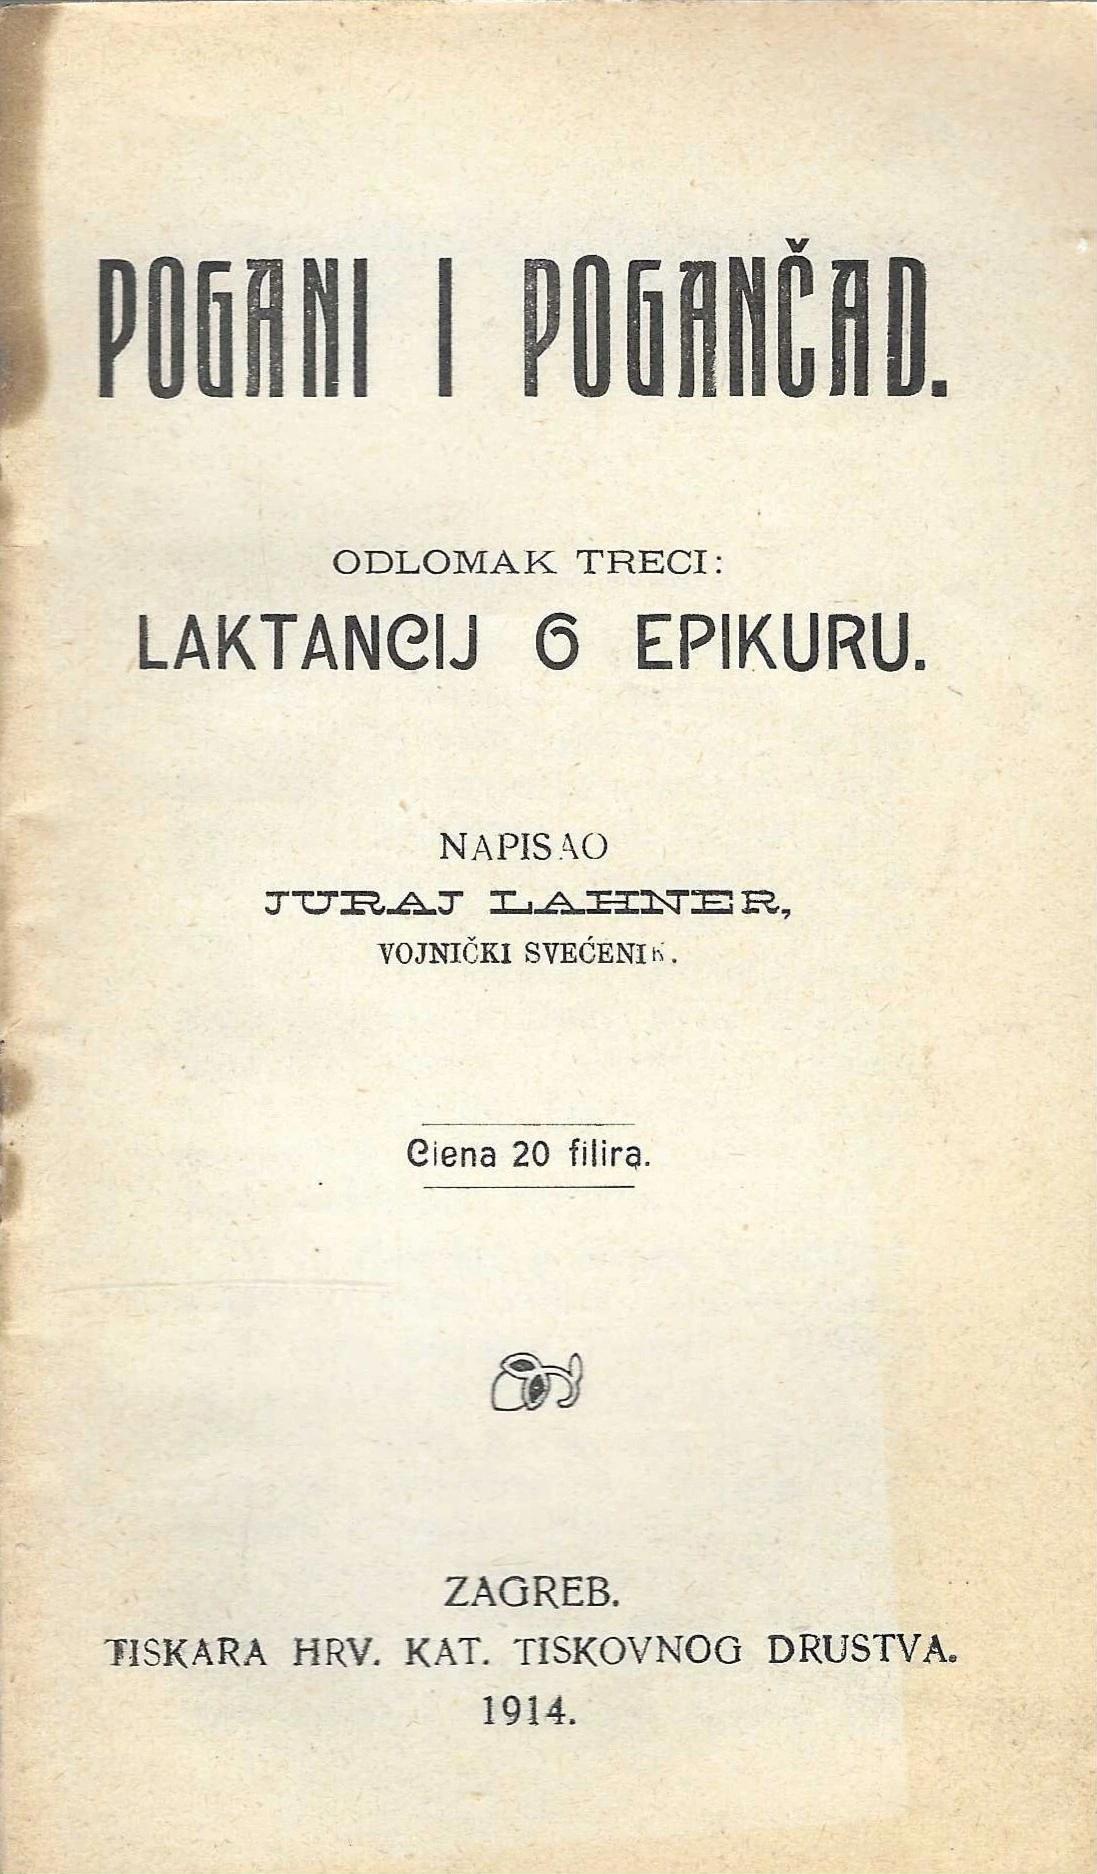 POGANI I POGANČAD.
ODLOMAK TRECI:
LAKTANCIJ O EPIKURU.
NAPISAO
JURAJ LAHNER,
VOJNIČKI SVEĆENIK.
Ciena 20 filira.
ZAGREB.
TISKARA HRV. KAT. TISKOVNOG DRUSTVA.
1914.